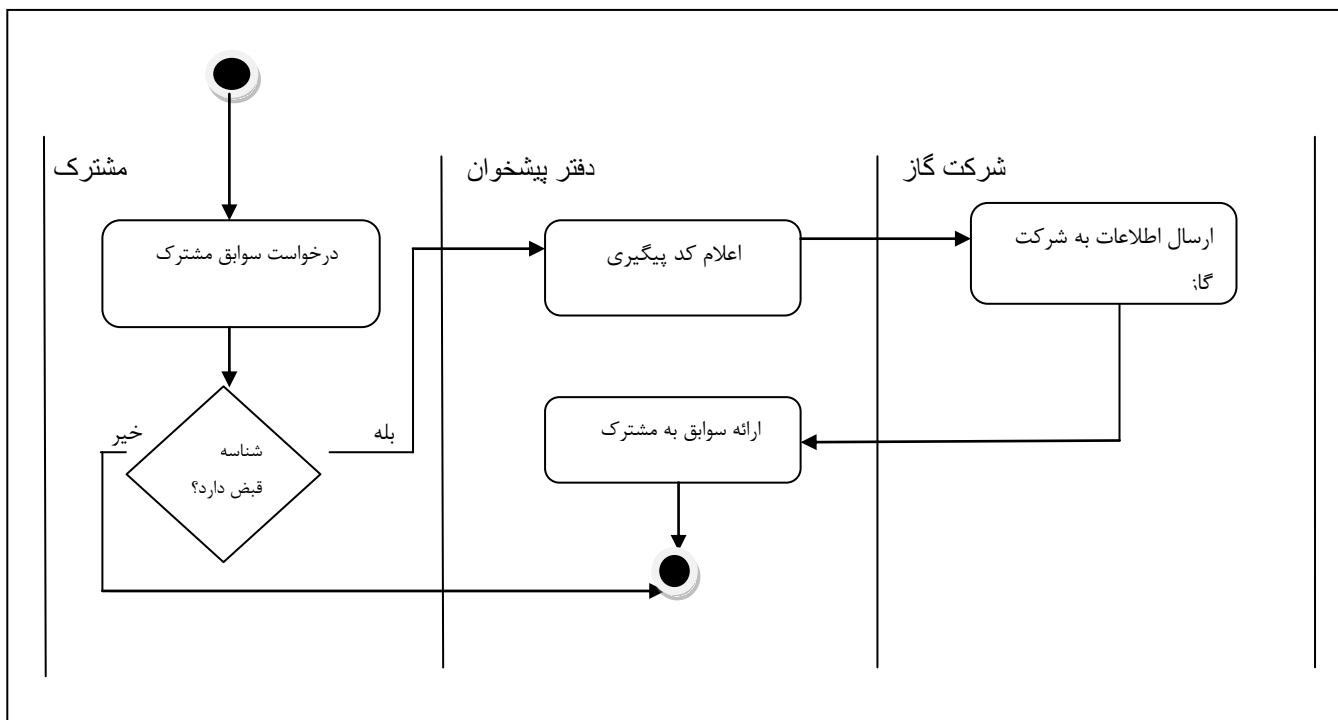 مشترک
دفتر پیشخوان
شرکت گاز
درخواست سوابق مشترک
اعلام کد پیگیری
ارسال اطلاعات به شرکت
گاز
خیر
بله
شناسه
قبض دارد؟
ارائه سوابق به مشترک